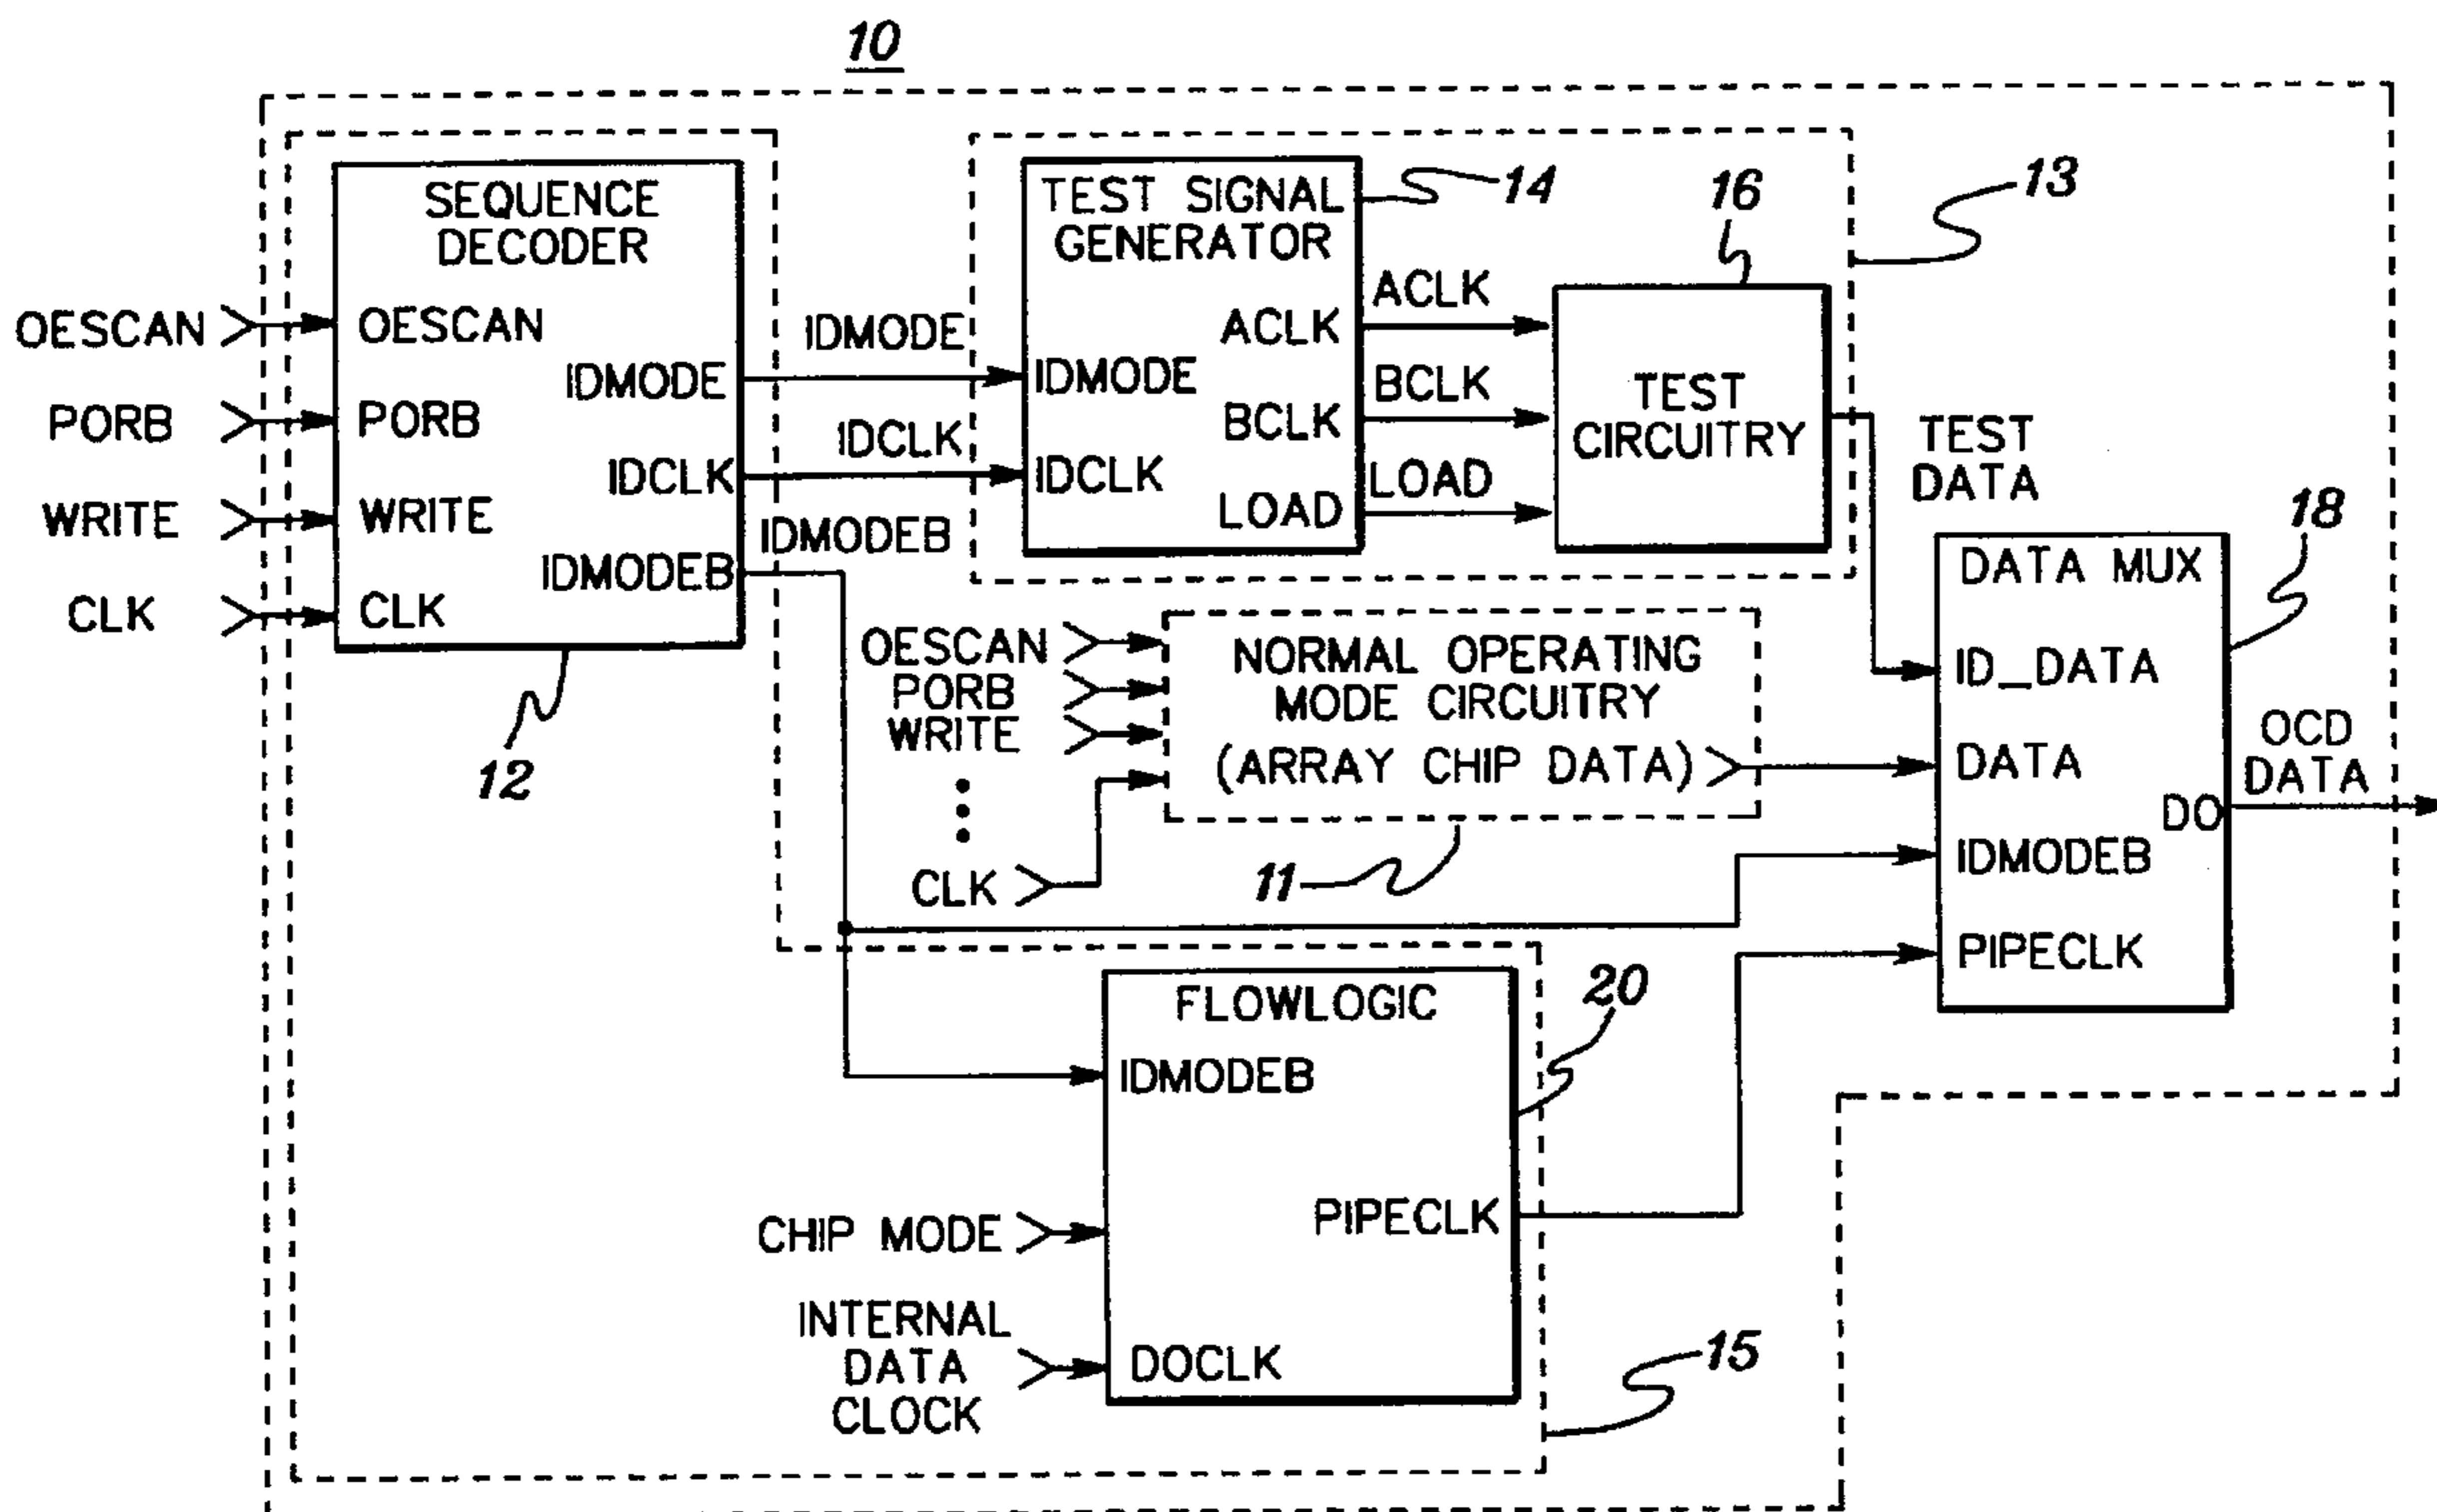 10
SEQUENCE
DECODER
OESCAN
PORB
WRITE
CLK
OESCAN
PORB
WRITE
CLK
IDMODE
IDCLK
IDMODEB
12
IDMODE
IDCLK
IDMODEB
TEST SIGNAL
GENERATOR
IDMODE
IDCLK
ACLK
BCLK
LOAD
14
ACLK
BCLK
LOAD
16
TEST
CIRCUITRY
13
TEST
DATA
OESCAN
PORB
WRITE
CLK
NORMAL OPERATING
MODE CIRCUITRY
(ARRAY CHIP DATA)
11
DATA MUX
ID_DATA
DATA
IDMODEB
PIPECLK
DO
18
OCD
DATA
FLOWLOGIC
IDMODEB
PIPECLK
DOCLK
20
CHIP MODE
INTERNAL
DATA
CLOCK
15